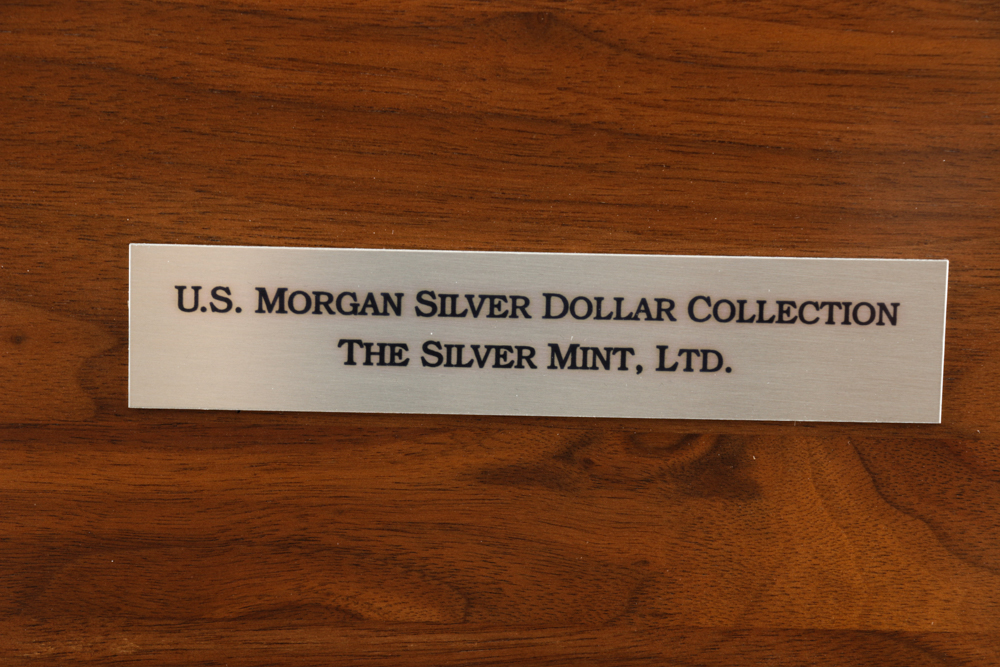 U.S. MORGAN SILVER DOLLAR COLLECTION
THE SILVER MINT, LTD.